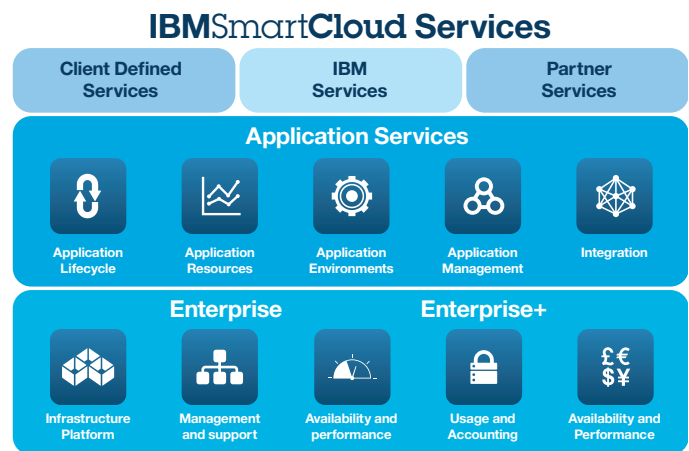 IBMSmartCloud Services
Client Defined
Services
IBM
Services
Partner
Services
Application Services
Application
Lifecycle
Application
Resources
Application
Environments
Application
Management
Integration
Enterprise
Enterprise+
£€
$¥
Infrastructure
Platform
Management
and support
Availability and
performance
Usage and
Accounting
Availability and
Performance